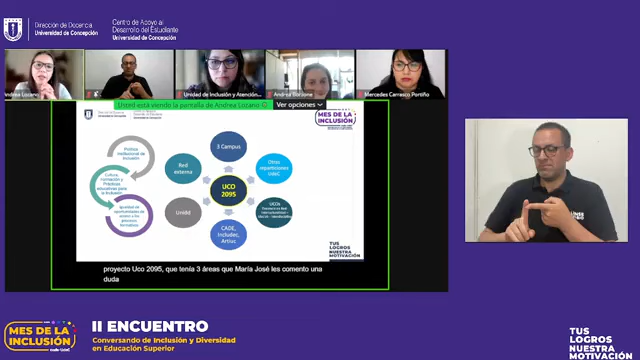 Dirección de Docencia
Universidad de Concepción
Centro de Apoyo al
Desarrollo del Estudiante
Universidad de Concepción
Andrea Lozano
Unidad de Inclusión y Atención...
Andrea Bardone
Mercedes Carrasco Portiño
Usted está viendo la pantalla de Andrea Lozano
Ver opciones
MES DE LA
INCLUSIÓN
Política
institucional de
inclusión
Cultura,
Formación y
Prácticas
educativas para
la Inclusión
Igualdad de
oportunidades de
acceso a los
procesos
formativos
3 Campus
Red
externa
Otras
reparticiones
UdeC
UCO
2095
UniDi
UCOs
CADE,
Includec,
Artius
TUS
LOGROS
NUESTRA
MOTIVACIÓN
proyecto Uco 2095, que tenía 3 áreas que María José les comento una
duda
MES DE LA
INCLUSIÓN
II ENCUENTRO
Conversando de Inclusión y Diversidad
en Educación Superior
TUS
LOGROS
NUESTRA
MOTIVACIÓN